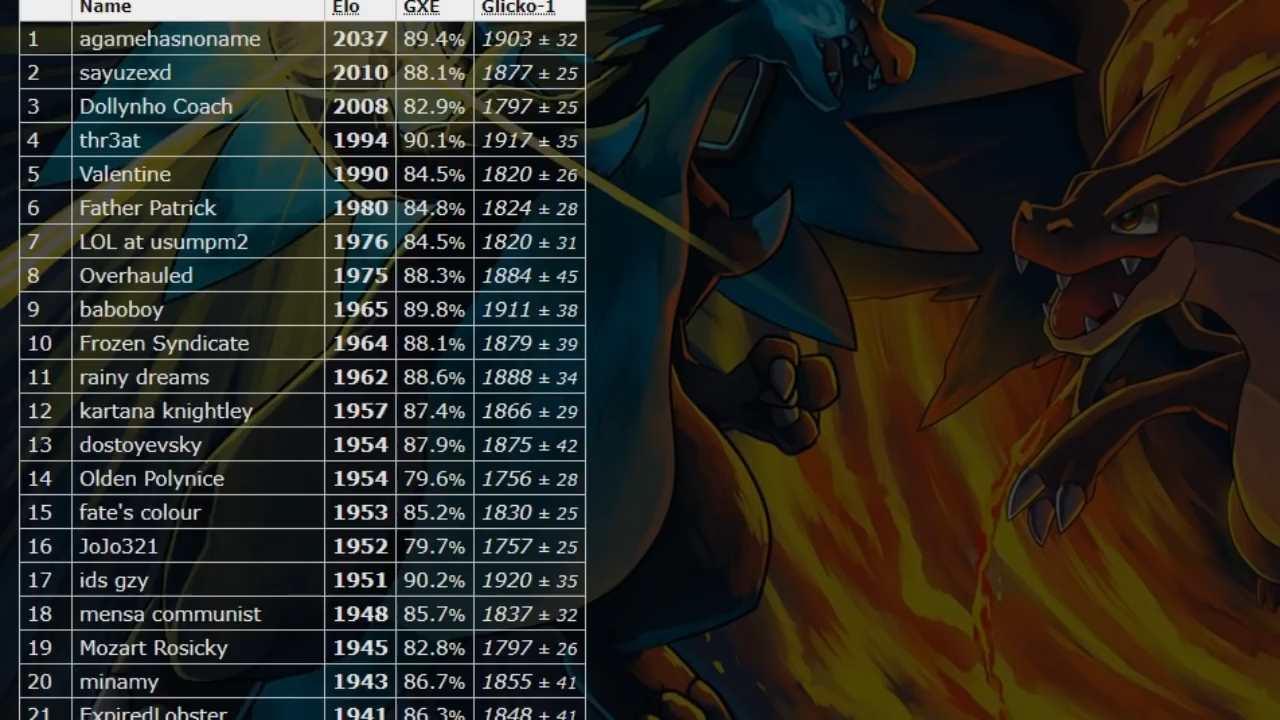 Name Elo GXE Glicko-1
1 agamehasnoname 2037 89.4% 1903 ± 32
2 sayuzexd 2010 88.1% 1877 ± 25
3 Dollynho Coach 2008 82.9% 1797 ± 25
4 thr3at 1994 90.1% 1917 ± 35
5 Valentine 1990 84.5% 1820 ± 26
6 Father Patrick 1980 84.8% 1824 ± 28
7 LOL at usumpm2 1976 84.5% 1820 ± 31
8 Overhauled 1975 88.3% 1884 ± 45
9 baboboy 1965 89.8% 1911 ± 38
10 Frozen Syndicate 1964 88.1% 1879 ± 39
11 rainy dreams 1962 88.6% 1888 ± 34
12 kartana knightley 1957 87.4% 1866 ± 29
13 dostoyevsky 1954 87.9% 1875 ± 42
14 Olden Polynice 1954 79.6% 1756 ± 28
15 fate's colour 1953 85.2% 1830 ± 25
16 JoJo321 1952 79.7% 1757 ± 25
17 ids gzy 1951 90.2% 1920 ± 35
18 mensa communist 1948 85.7% 1837 ± 32
19 Mozart Rosicky 1945 82.8% 1797 ± 26
20 minamy 1943 86.7% 1855 ± 41
21 ExpiredLobster 1941 86.3% 1848 ± 41